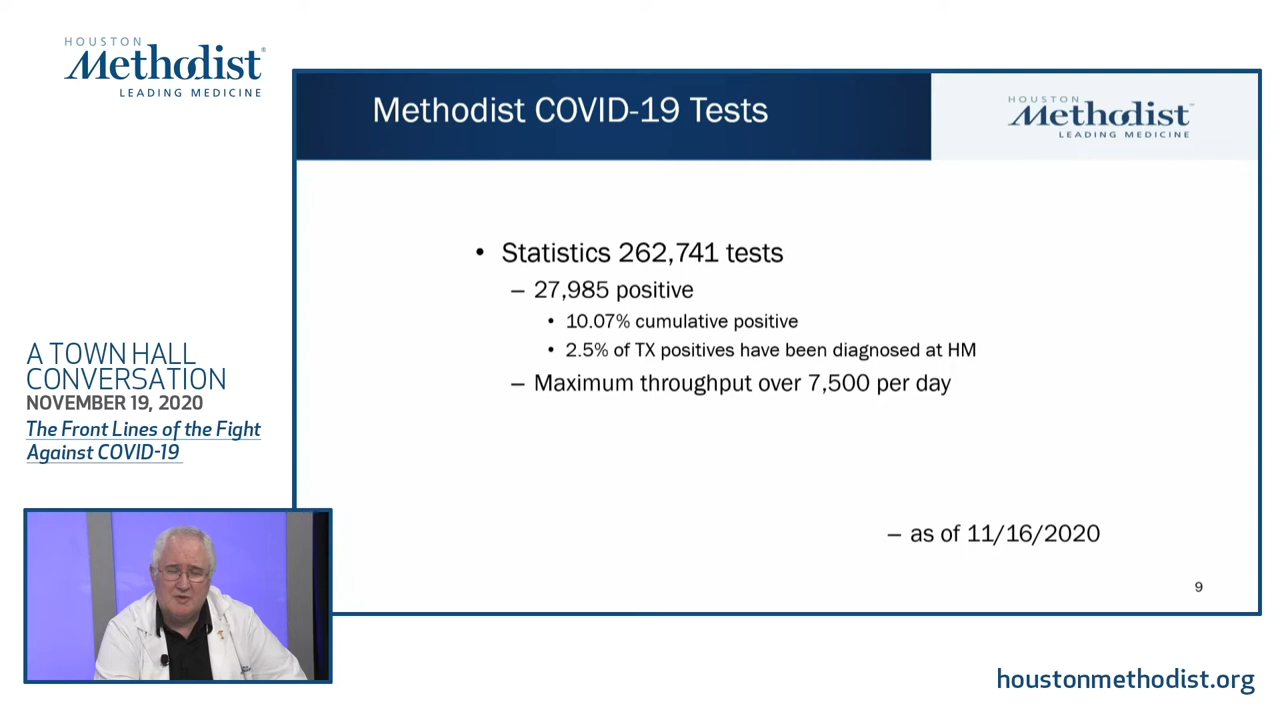 HOUSTON
Methodist®
LEADING MEDICINE
Methodist COVID-19 Tests
HOUSTON
Methodist
LEADING MEDICINE
• Statistics 262,741 tests
– 27,985 positive
• 10.07% cumulative positive
• 2.5% of TX positives have been diagnosed at HM
– Maximum throughput over 7,500 per day
– as of 11/16/2020
9
A TOWN HALL
CONVERSATION
NOVEMBER 19, 2020
The Front Lines of the Fight
Against COVID-19
houstonmethodist.org